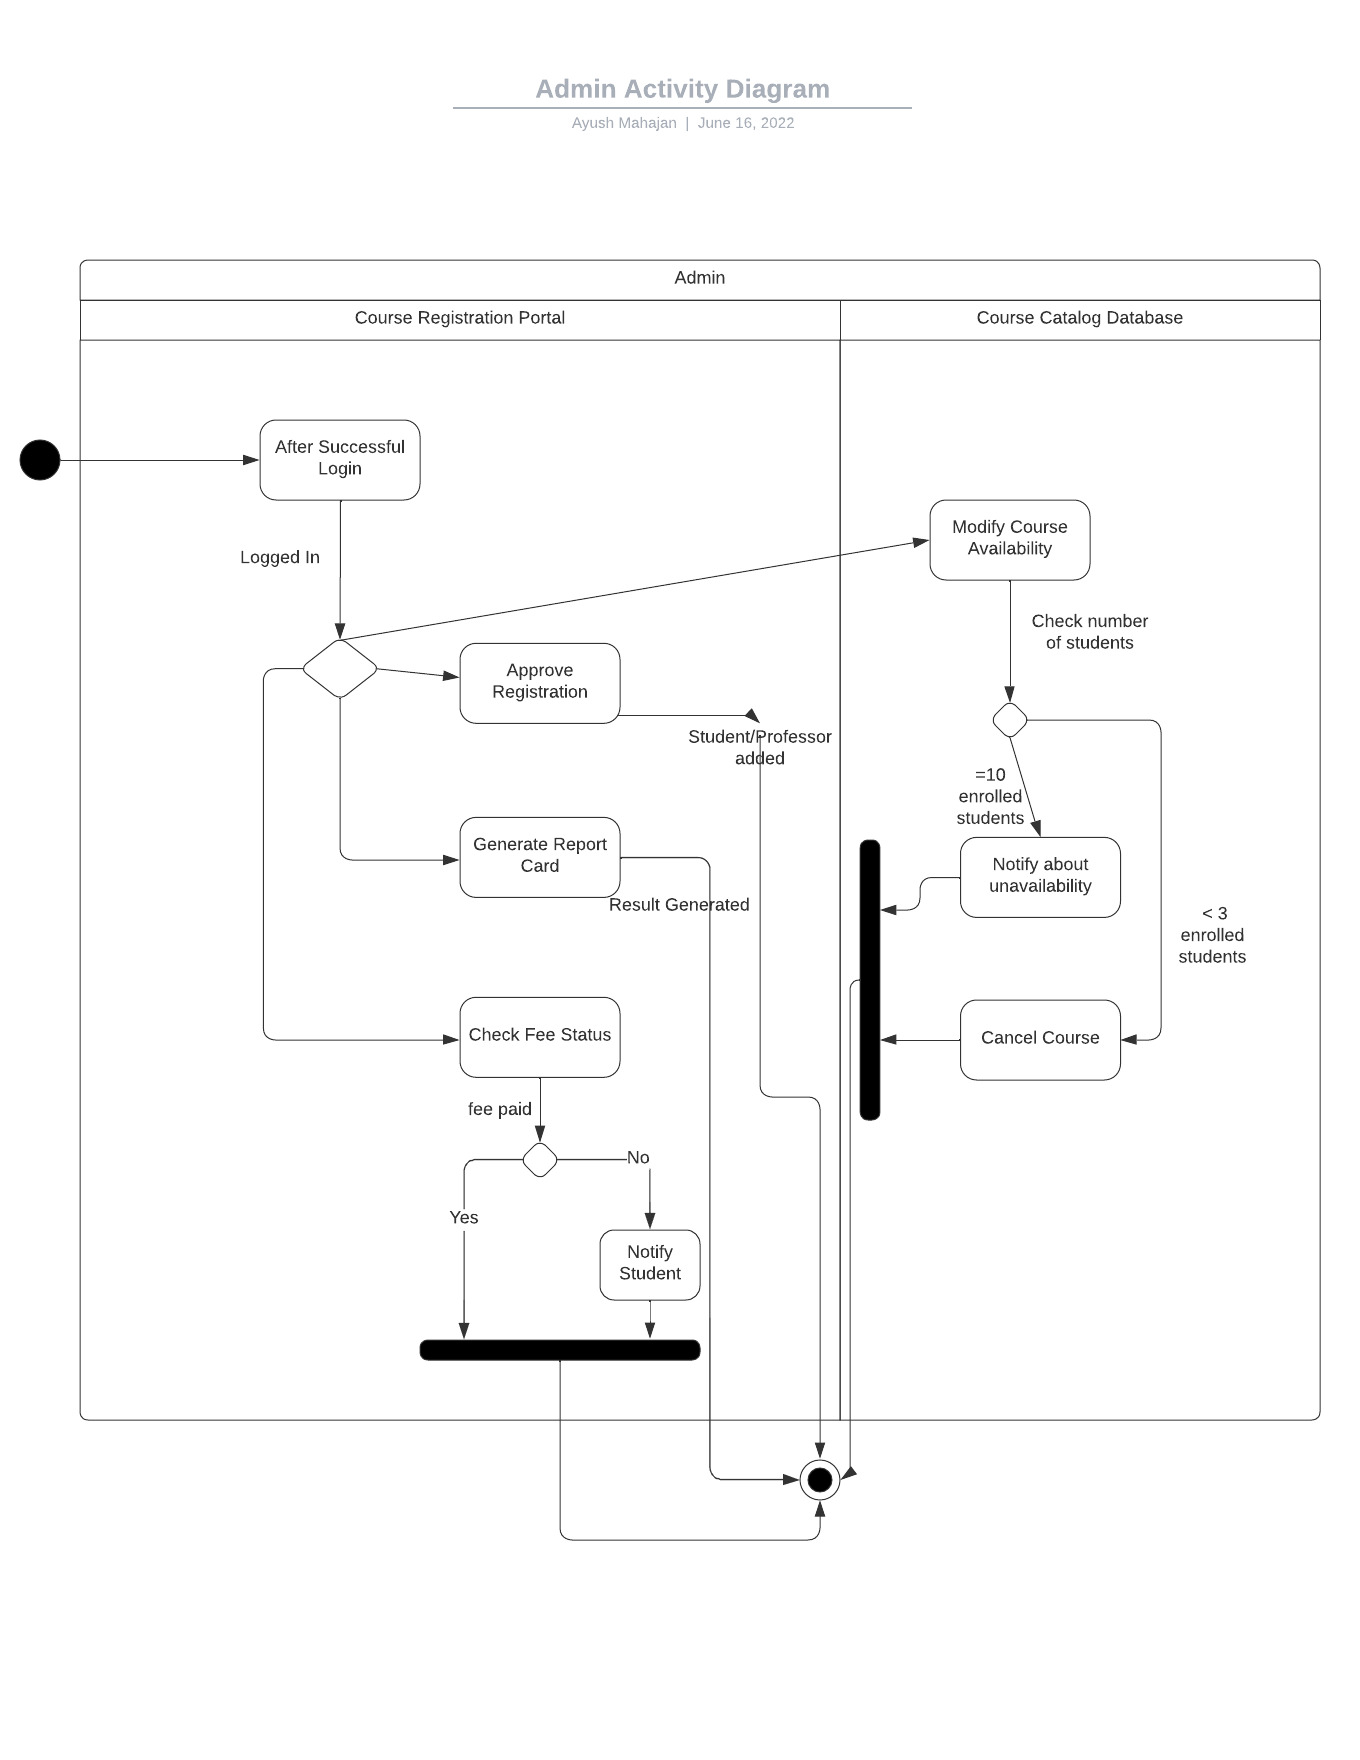 Admin Activity Diagram
Ayush Mahajan | June 16, 2022
Admin
Course Registration Portal
Course Catalog Database
After Successful
Login
Logged In
Modify Course
Availability
Check number
of students
Approve
Registration
Student/Professor
added
=10
enrolled
students
Generate Report
Card
Result Generated
Notify about
unavailability
< 3
enrolled
students
Check Fee Status
Cancel Course
fee paid
No
Yes
Notify
Student